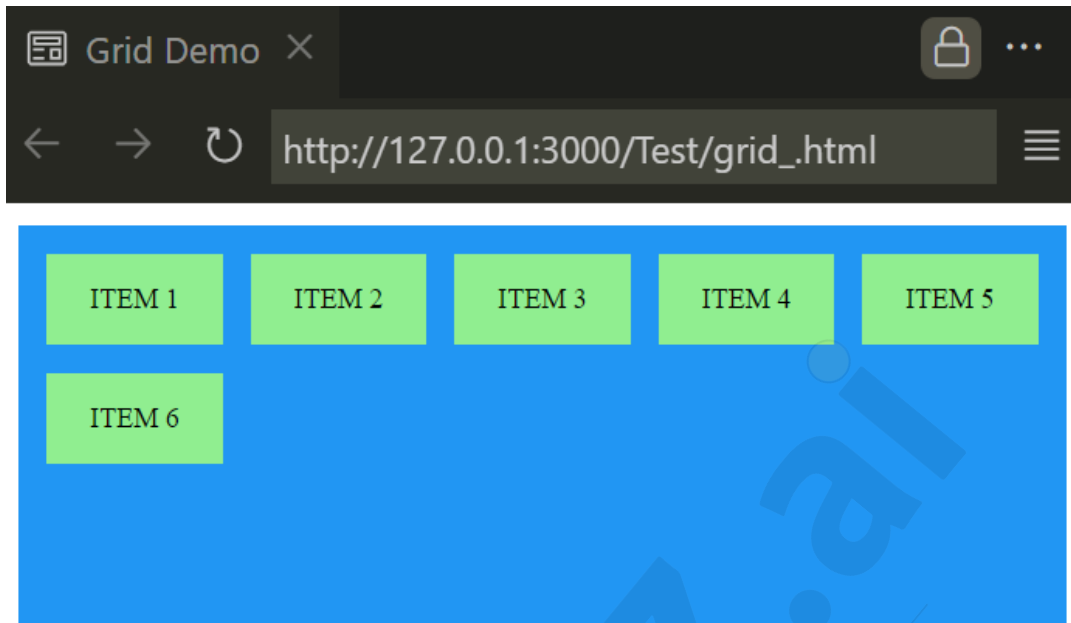 Grid Demo
http://127.0.0.1:3000/Test/grid_.html
ITEM 1 ITEM 2 ITEM 3 ITEM 4 ITEM 5
ITEM 6
.ai